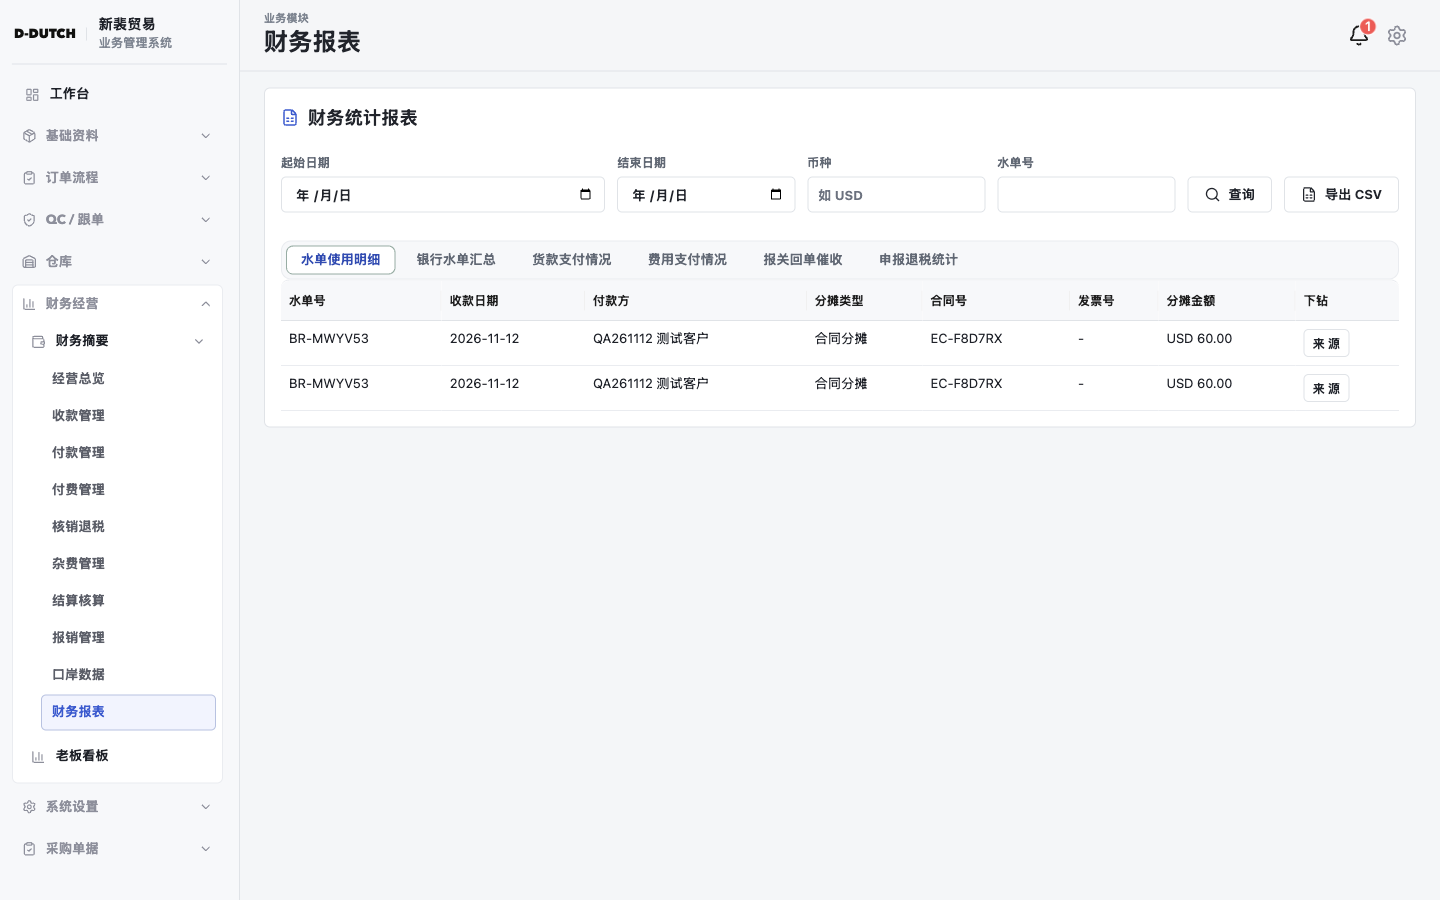 D-DUTCH
新裴贸易
业务管理系统
工作台
基础资料
订单流程
QC / 跟单
仓库
财务经营
财务摘要
经营总览
收款管理
付款管理
付费管理
核销退税
杂费管理
结算核算
报销管理
口岸数据
财务报表
老板看板
系统设置
采购单据
业务模块
财务报表
1
财务统计报表
起始日期 结束日期 币种 水单号
年 /月/日 年 /月/日 如 USD 查询 导出 CSV
水单使用明细 银行水单汇总 货款支付情况 费用支付情况 报关回单催收 申报退税统计
水单号 收款日期 付款方 分摊类型 合同号 发票号 分摊金额 下钻
BR-MWYV53 2026-11-12 QA261112 测试客户 合同分摊 EC-F8D7RX - USD 60.00 来 源
BR-MWYV53 2026-11-12 QA261112 测试客户 合同分摊 EC-F8D7RX - USD 60.00 来 源